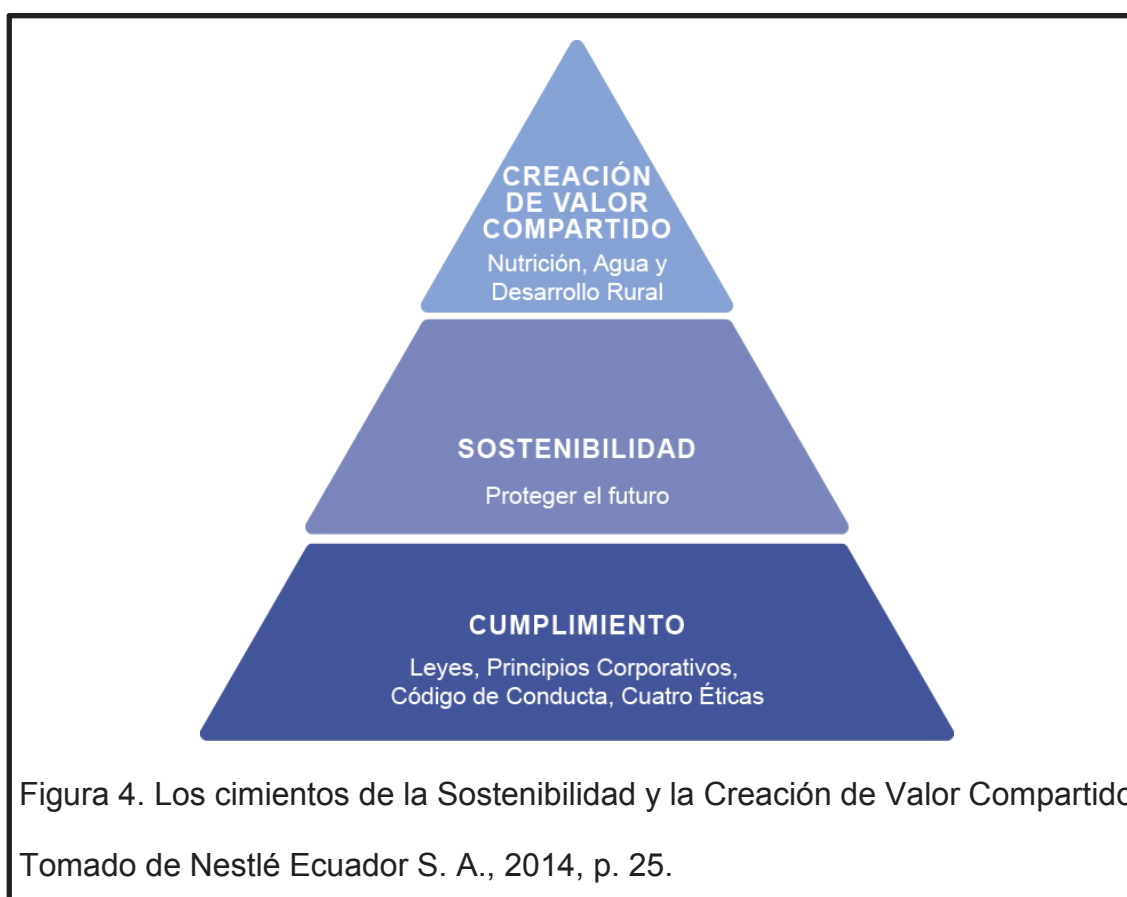 CREACIÓN
DE VALOR
COMPARTIDO
Nutrición, Agua y
Desarrollo Rural
SOSTENIBILIDAD
Proteger el futuro
CUMPLIMIENTO
Leyes, Principios Corporativos,
Código de Conducta, Cuatro Éticas
Figura 4. Los cimientos de la Sostenibilidad y la Creación de Valor Compartido
Tomado de Nestlé Ecuador S. A., 2014, p. 25.